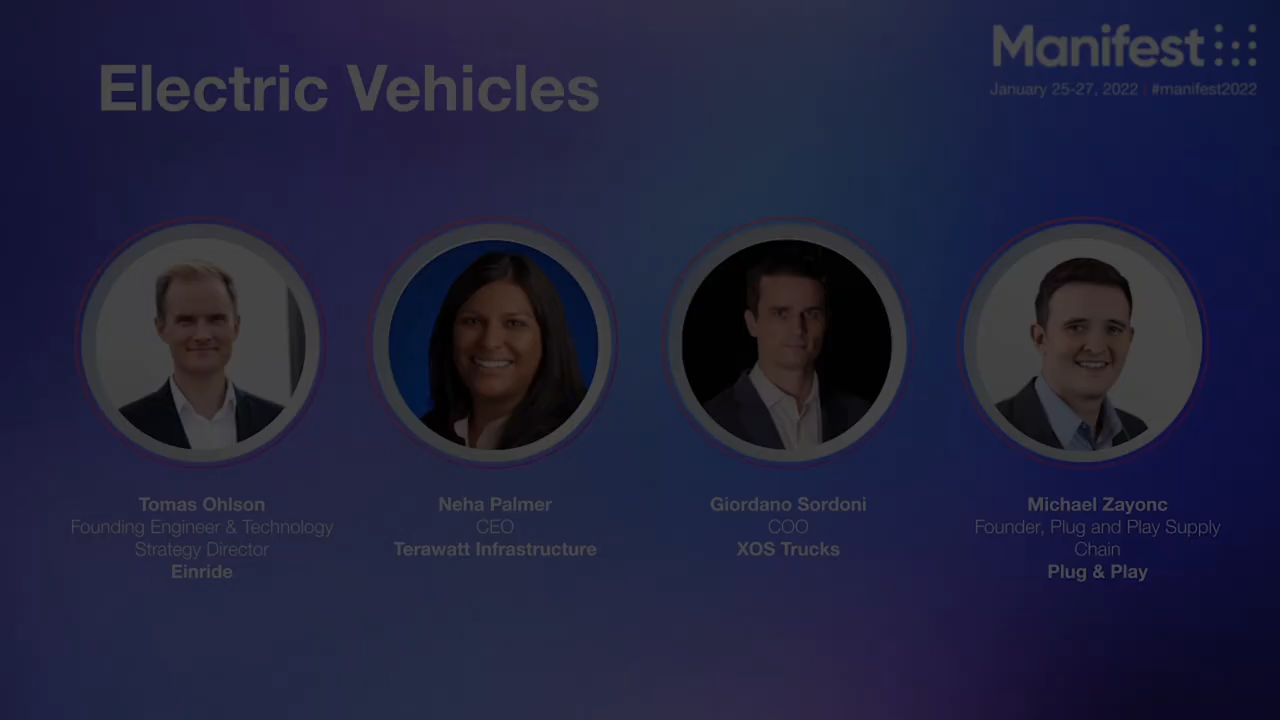 Manifest
January 25-27, 2022 | #manifest2022
Electric Vehicles
Tomas Ohlson
Founding Engineer & Technology
Strategy Director
Einride
Neha Palmer
CEO
Terawatt Infrastructure
Giordano Sordoni
COO
XOS Trucks
Michael Zayonc
Founder, Plug and Play Supply
Chain
Plug & Play